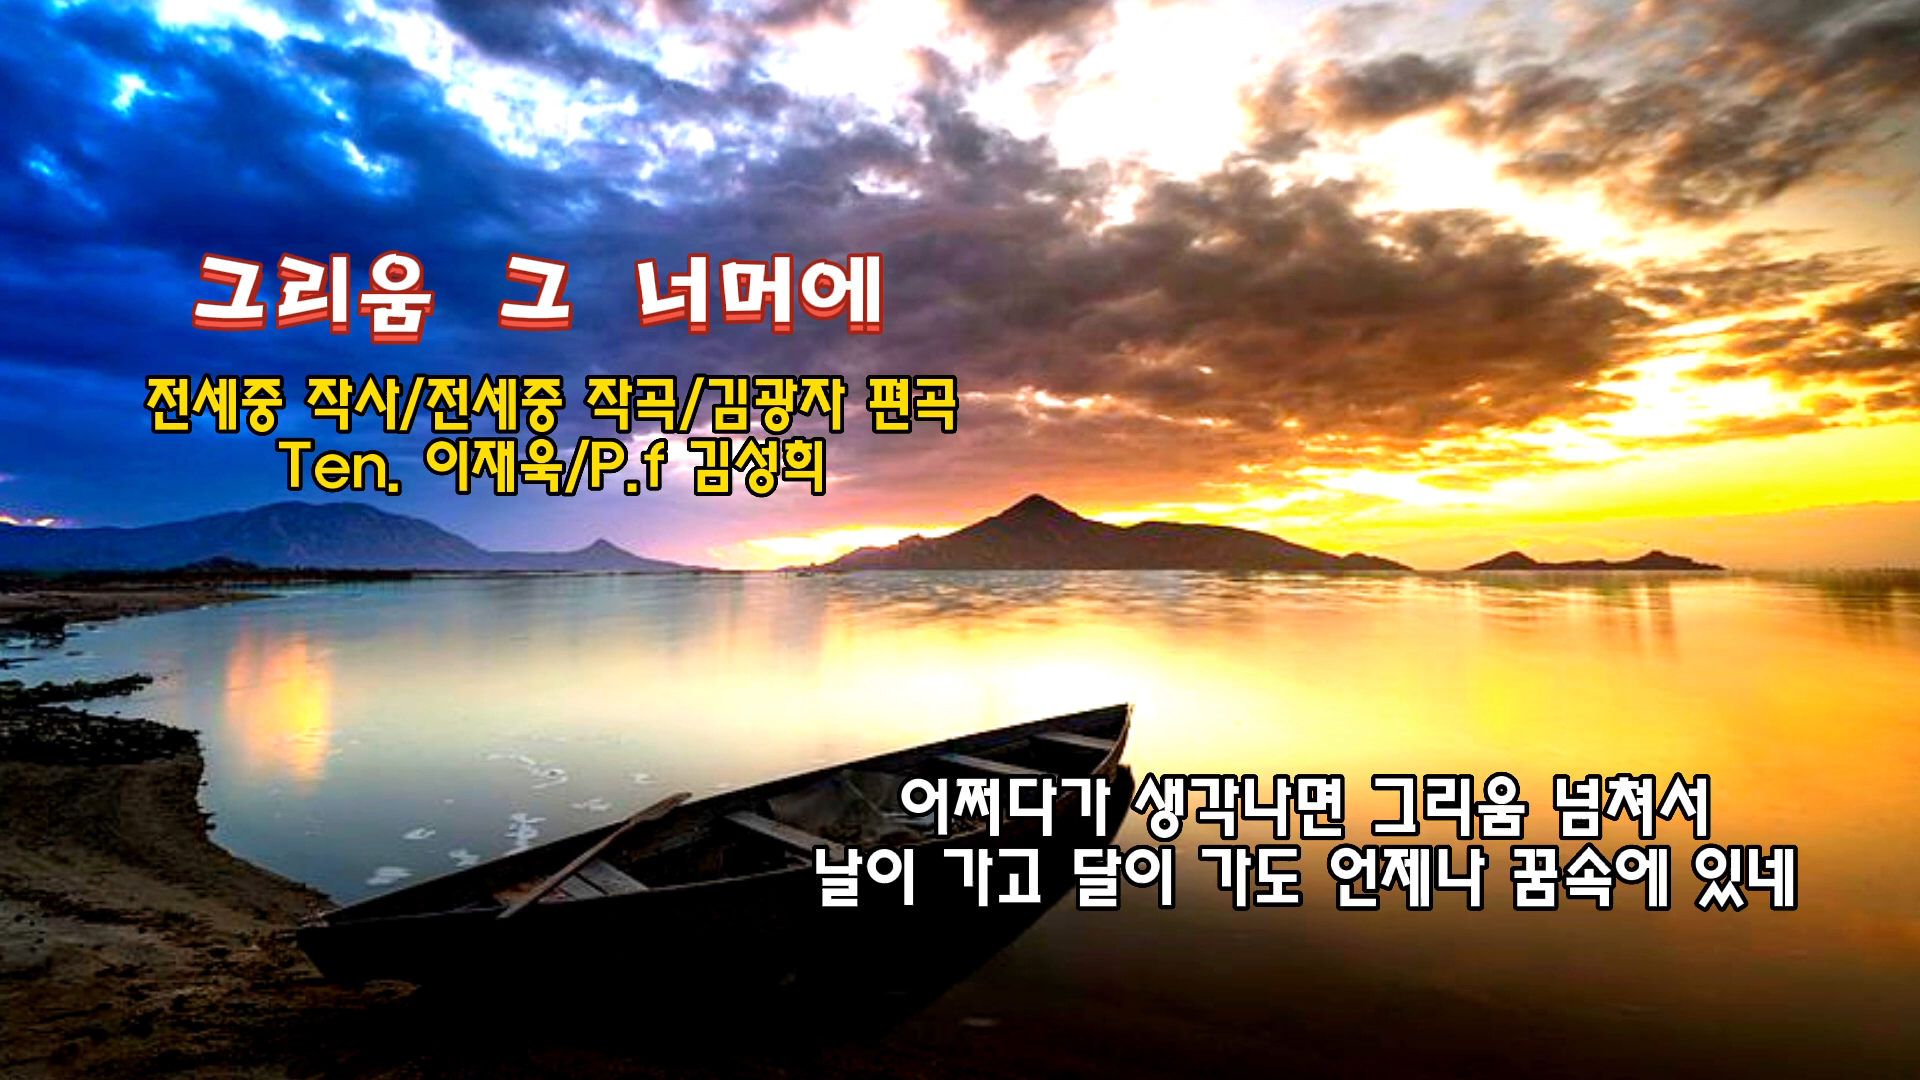 그리움 그 너머에
전세중 작사/전세중 작곡/김광자 편곡
Ten. 이재욱/P.f 김성희
어쩌다가 생각나면 그리움 넘쳐서
날이 가고 달이 가도 언제나 꿈속에 있네